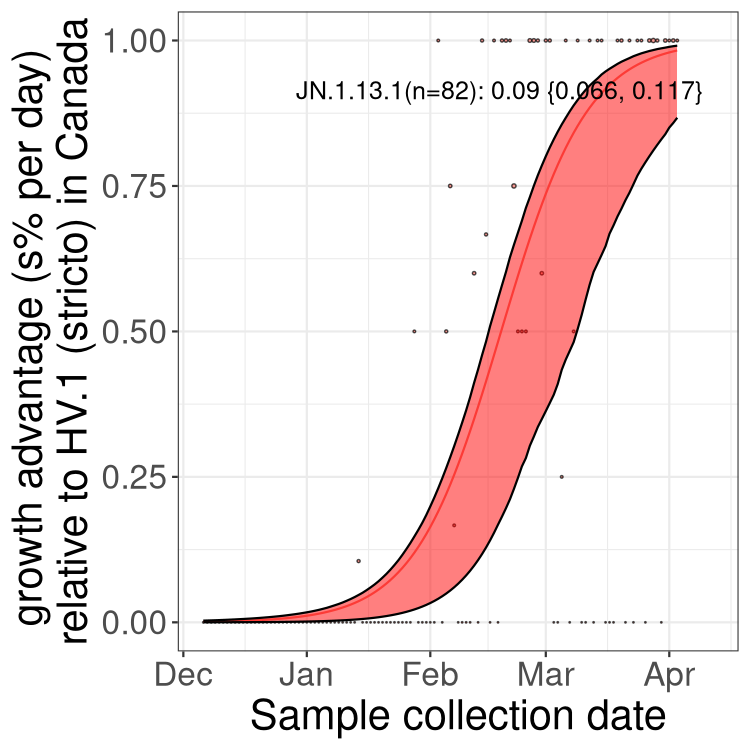 growth advantage (s% per day)
relative to HV.1 (stricto) in Canada
1.00
0.75
0.50
0.25
0.00
JN.1.13.1(n=82): 0.09 {0.066, 0.117}
Dec
Jan
Feb
Mar
Apr
Sample collection date